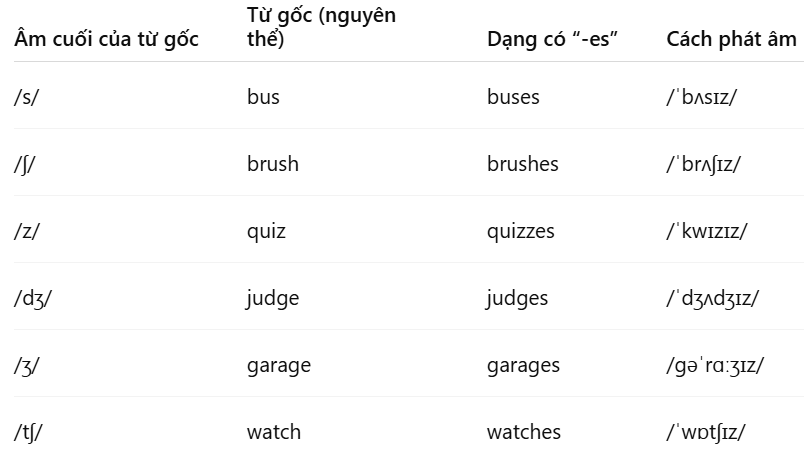 Âm cuối của từ gốc Từ gốc (nguyên thể) Dạng có “-es” Cách phát âm
/s/ bus buses /ˈbʌsɪz/
/ʃ/ brush brushes /ˈbrʌʃɪz/
/z/ quiz quizzes /ˈkwɪzɪz/
/dʒ/ judge judges /ˈdʒʌdʒɪz/
/ʒ/ garage garages /ɡəˈrɑːʒɪz/
/tʃ/ watch watches /ˈwɒtʃɪz/